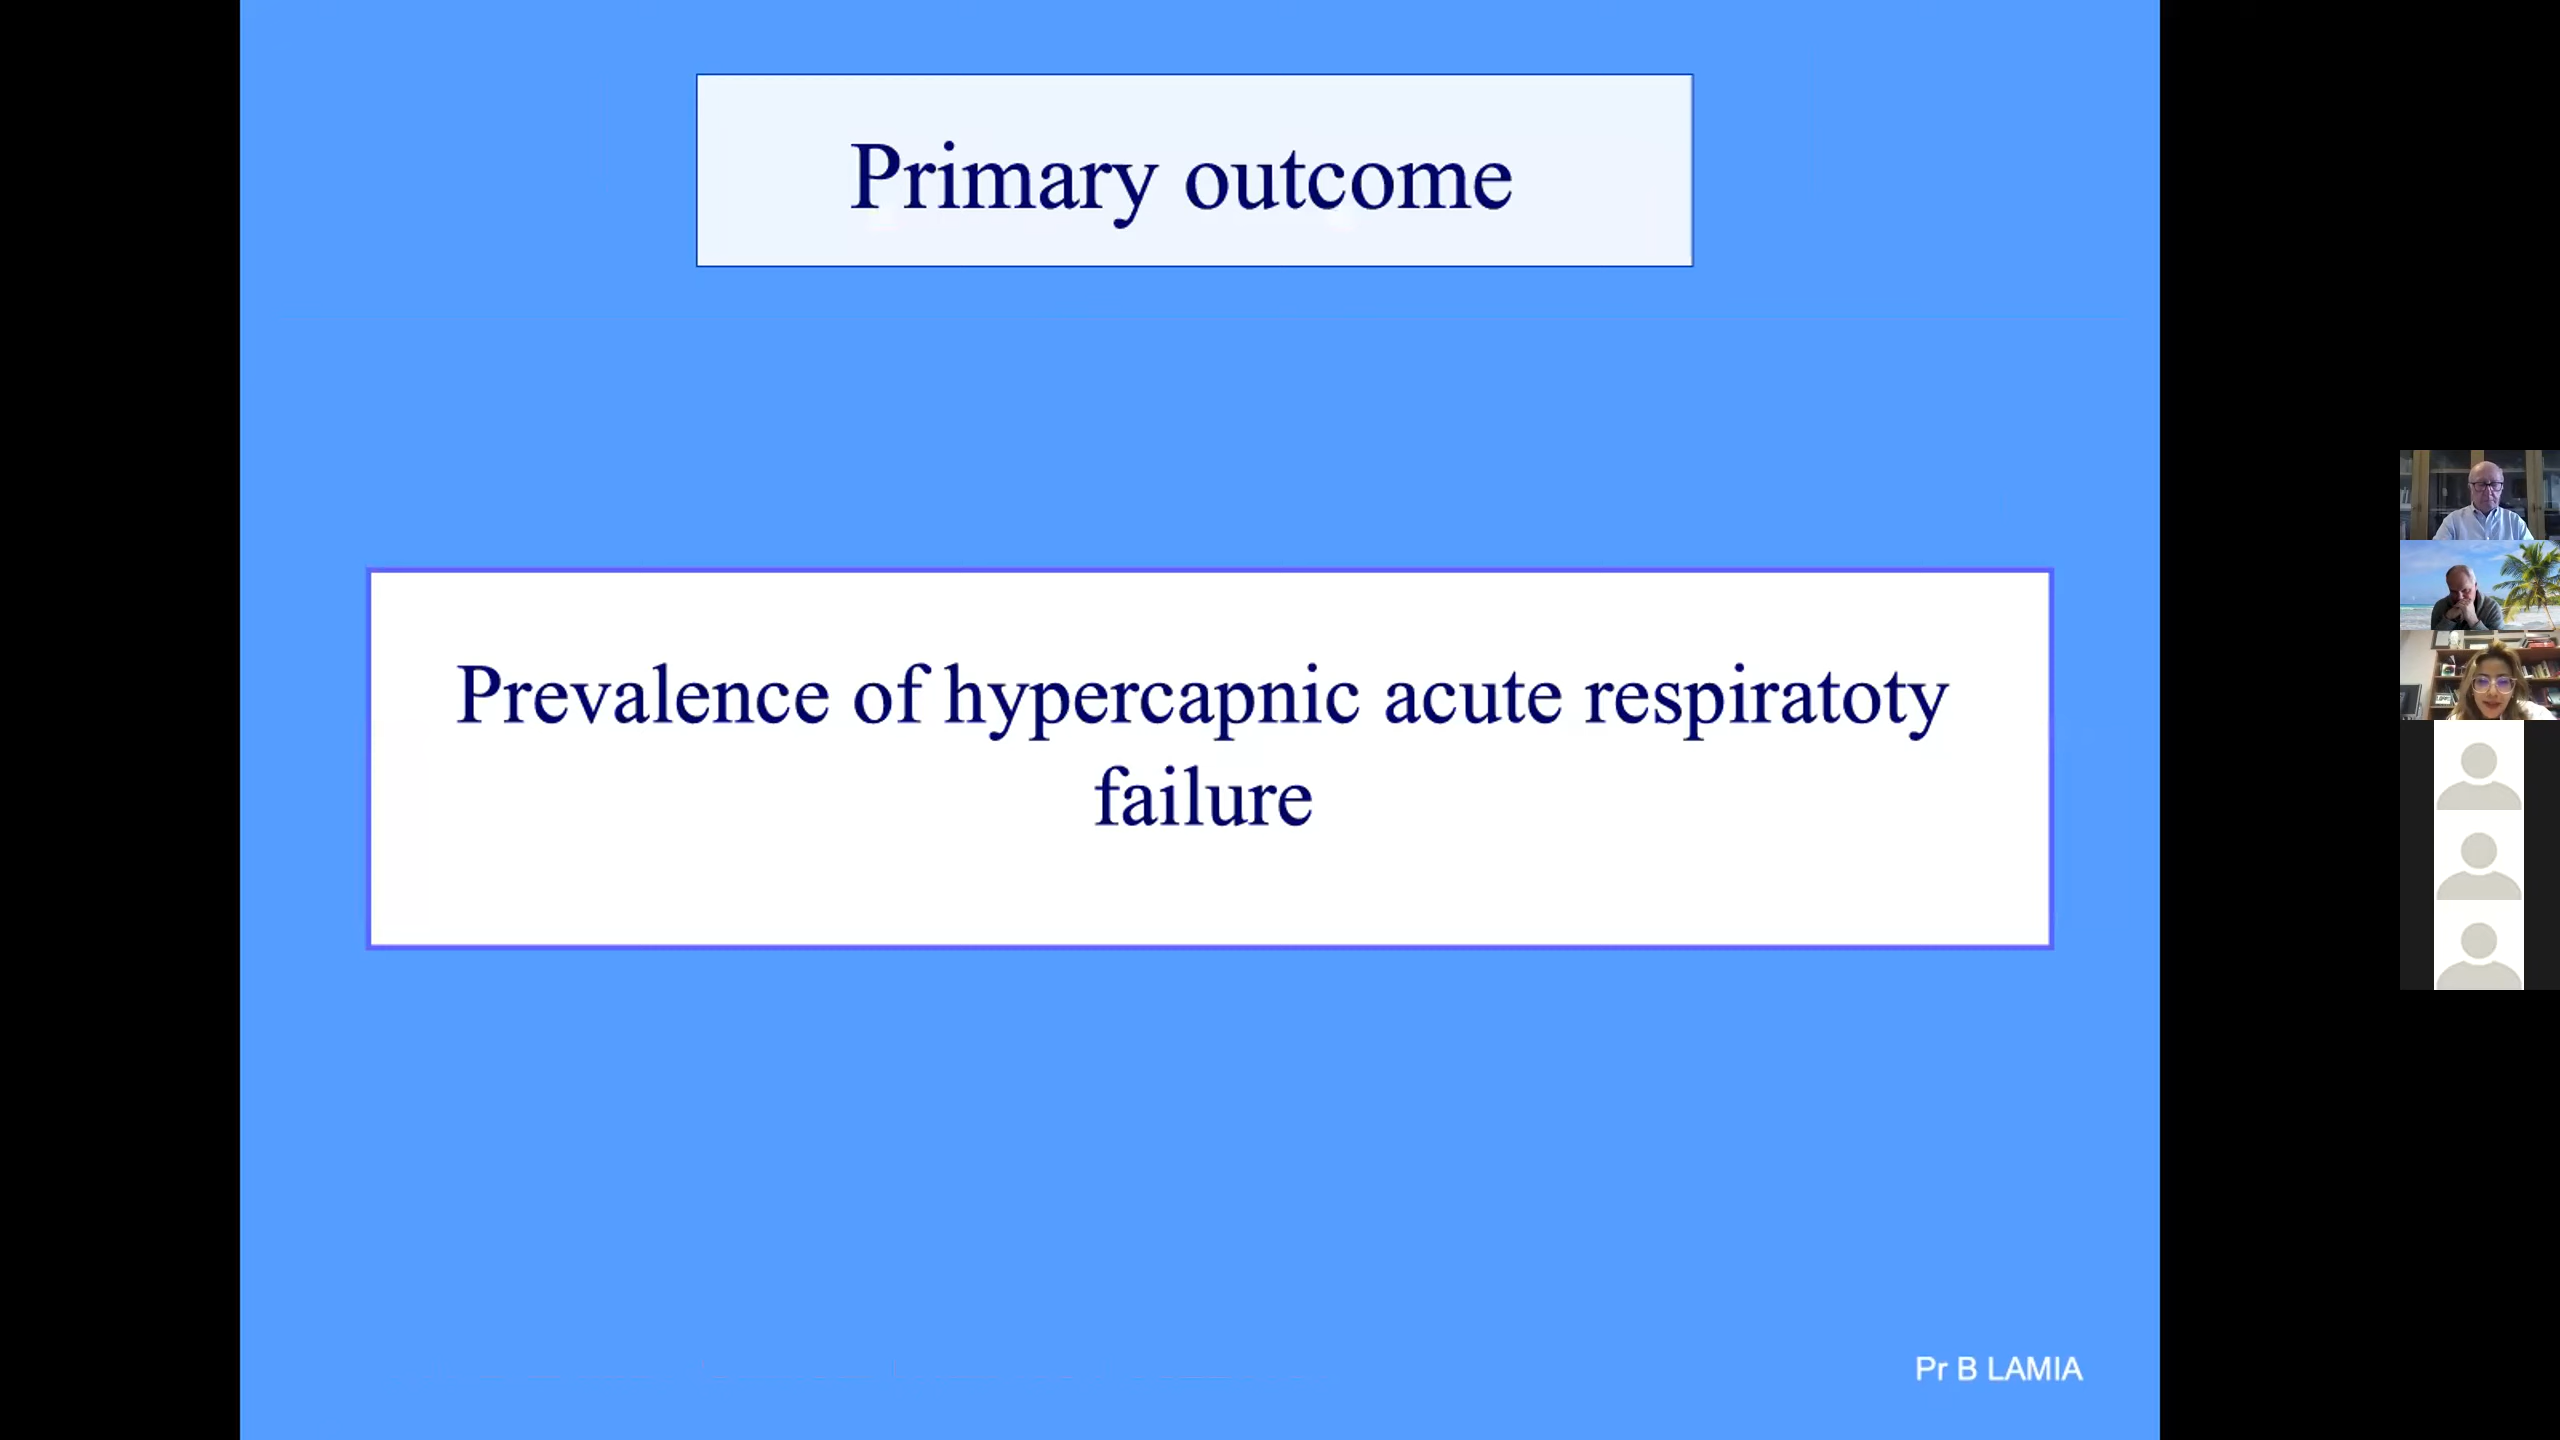 Primary outcome
Prevalence of hypercapnic acute respiratoty
failure
Pr B LAMIA